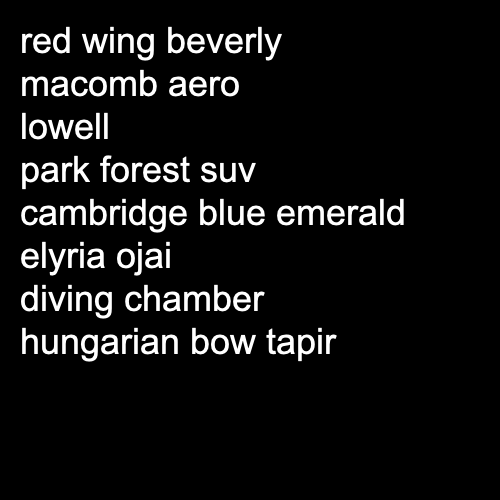 red wing beverly
macomb aero
lowell
park forest suv
cambridge blue emerald
elyria ojai
diving chamber
hungarian bow tapir